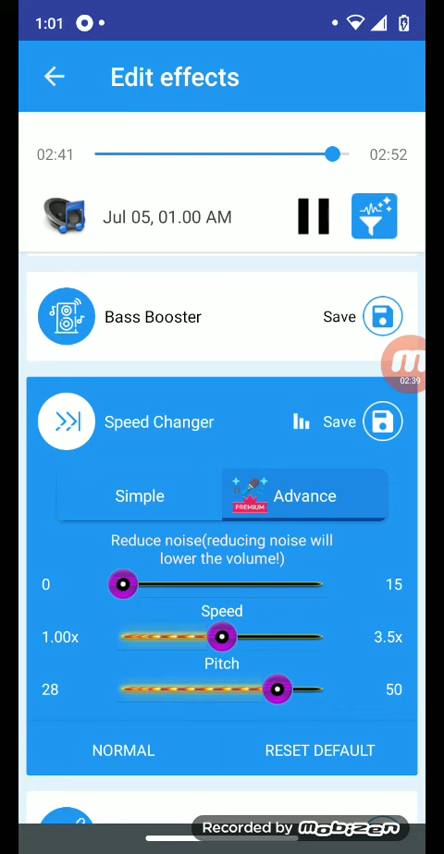 1:01
Edit effects
02:41
02:52
Jul 05, 01.00 AM
Bass Booster
Save
02:39
Speed Changer
Save
Simple
PREMIUM
Advance
Reduce noise(reducing noise will
lower the volume!)
0
15
Speed
1.00x
3.5x
Pitch
28
50
NORMAL
RESET DEFAULT
Recorded by Mobizen